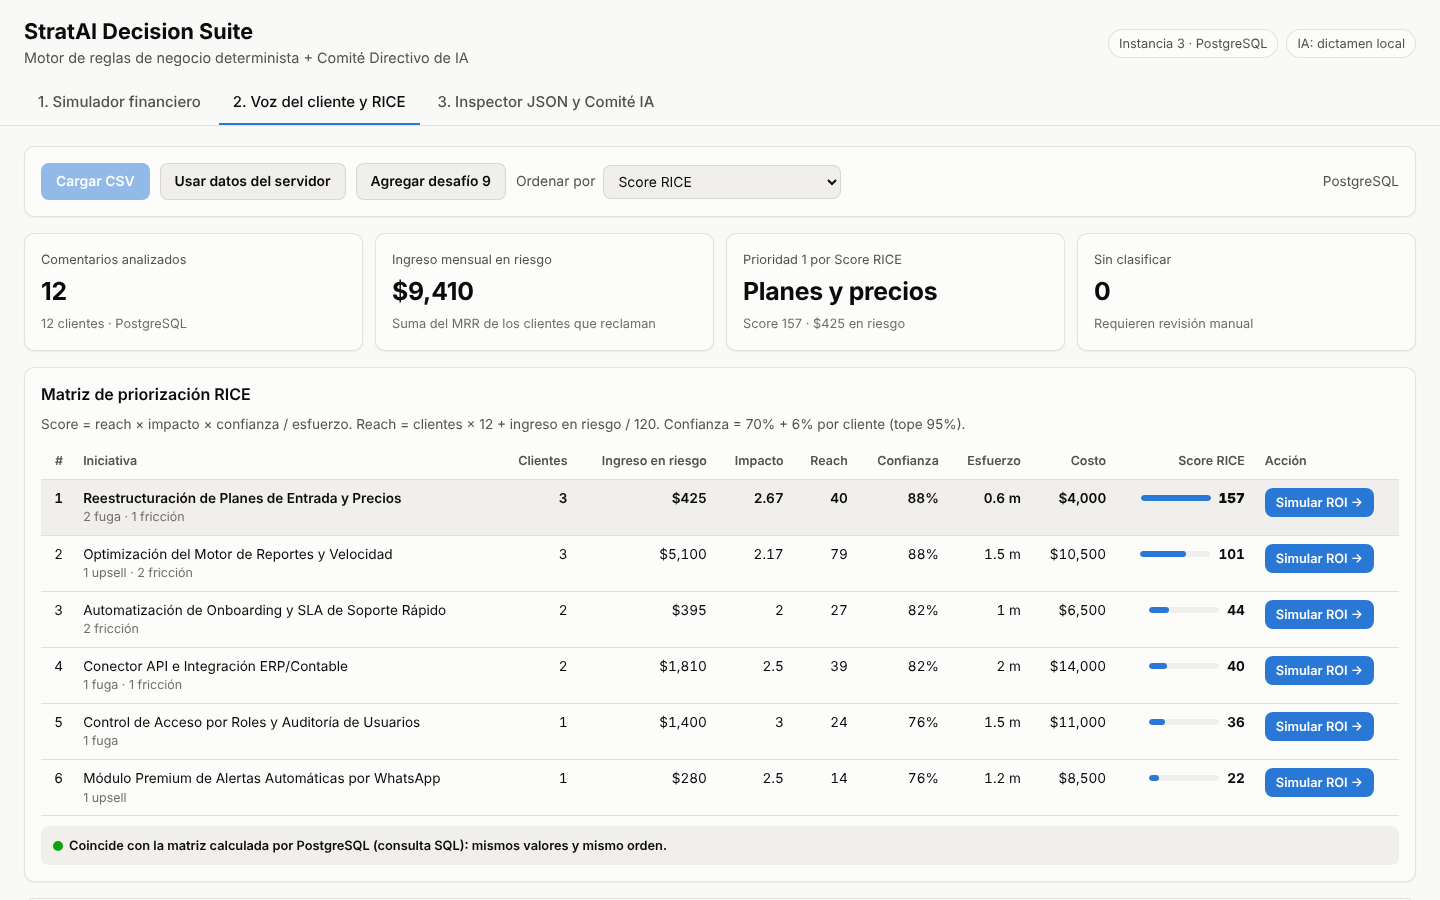 StratAI Decision Suite
Motor de reglas de negocio determinista + Comité Directivo de IA
Instancia 3 · PostgreSQL
IA: dictamen local
1. Simulador financiero
2. Voz del cliente y RICE
3. Inspector JSON y Comité IA
Cargar CSV
Usar datos del servidor
Agregar desafío 9
Ordenar por
Score RICE
PostgreSQL
Comentarios analizados
12
12 clientes · PostgreSQL
Ingreso mensual en riesgo
$9,410
Suma del MRR de los clientes que reclaman
Prioridad 1 por Score RICE
Planes y precios
Score 157 · $425 en riesgo
Sin clasificar
0
Requieren revisión manual
Matriz de priorización RICE
Score = reach × impacto × confianza / esfuerzo. Reach = clientes × 12 + ingreso en riesgo / 120. Confianza = 70% + 6% por cliente (tope 95%).
# Iniciativa Clientes Ingreso en riesgo Impacto Reach Confianza Esfuerzo Costo Score RICE Acción
1 Reestructuración de Planes de Entrada y Precios 3 $425 2.67 40 88% 0.6 m $4,000 157 Simular ROI →
2 fuga · 1 fricción
2 Optimización del Motor de Reportes y Velocidad 3 $5,100 2.17 79 88% 1.5 m $10,500 101 Simular ROI →
1 upsell · 2 fricción
3 Automatización de Onboarding y SLA de Soporte Rápido 2 $395 2 27 82% 1 m $6,500 44 Simular ROI →
2 fricción
4 Conector API e Integración ERP/Contable 2 $1,810 2.5 39 82% 2 m $14,000 40 Simular ROI →
1 fuga · 1 fricción
5 Control de Acceso por Roles y Auditoría de Usuarios 1 $1,400 3 24 76% 1.5 m $11,000 36 Simular ROI →
1 fuga
6 Módulo Premium de Alertas Automáticas por WhatsApp 1 $280 2.5 14 76% 1.2 m $8,500 22 Simular ROI →
1 upsell
Coincide con la matriz calculada por PostgreSQL (consulta SQL): mismos valores y mismo orden.